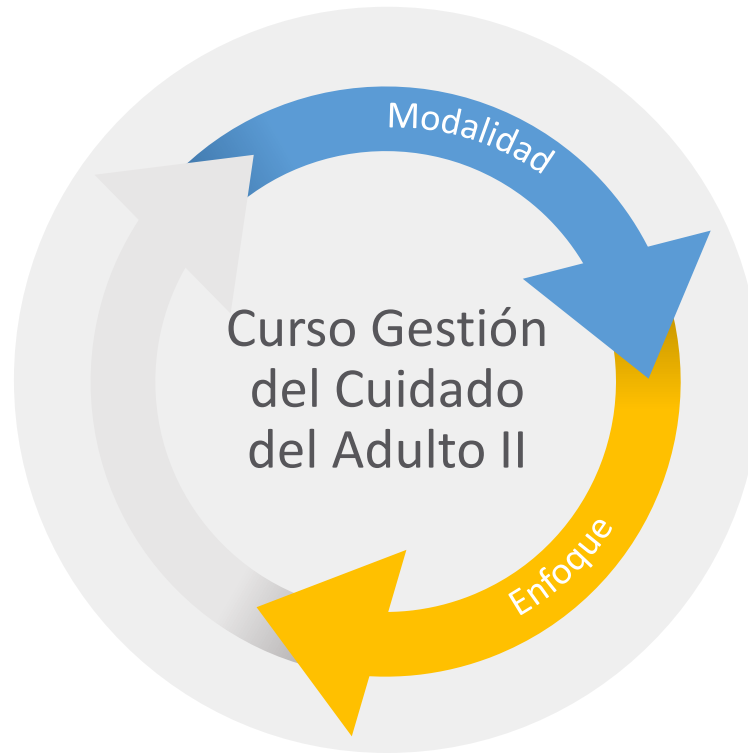 Modalidad
Curso Gestión
del Cuidado
del Adulto II
Enfoque